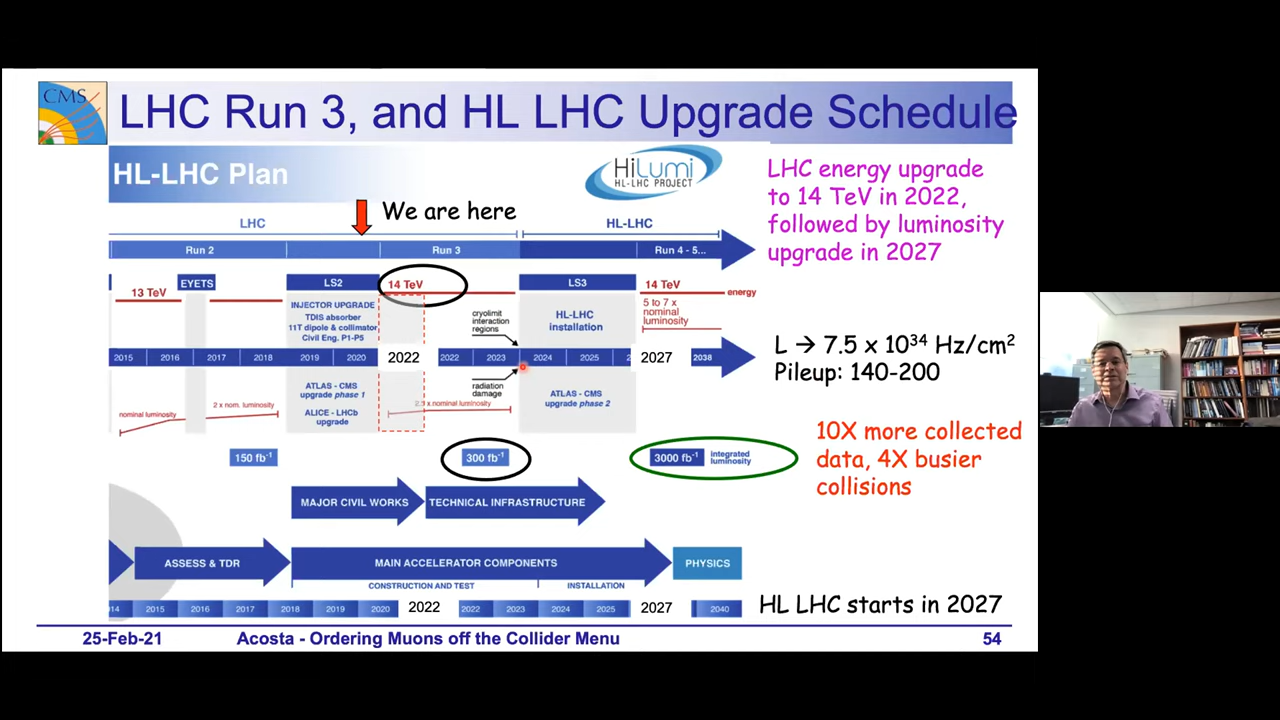 CMS
LHC Run 3, and HL LHC Upgrade Schedule
HL-LHC Plan
HiLumi
HL-LHC PROJECT
LHC energy upgrade
to 14 TeV in 2022,
followed by luminosity
upgrade in 2027
We are here
LHC
HL-LHC
Run 2
Run 3
Run 4 - 5...
EYETS
LS2
14 TeV
LS3
14 TeV
13 TeV
energy
INJECTOR UPGRADE
TDIS absorber
11T dipole & collimator
Civil Eng. P1-P5
cryolimit
interaction
regions
HL-LHC
installation
5 to 7 x
nominal
luminosity
L → 7.5 x 10³⁴ Hz/cm²
Pileup: 140-200
2015 2016 2017 2018 2019 2020 2022 2022 2023 2024 2025 2 2027 2038
ATLAS - CMS
upgrade phase 1
ALICE - LHCb
upgrade
radiation
damage
ATLAS - CMS
upgrade phase 2
nominal luminosity
2 x nom. luminosity
x nominal luminosity
150 fb⁻¹
300 fb⁻¹
3000 fb⁻¹
integrated
luminosity
10X more collected
data, 4X busier
collisions
MAJOR CIVIL WORKS
TECHNICAL INFRASTRUCTURE
ASSESS & TDR
MAIN ACCELERATOR COMPONENTS
PHYSICS
CONSTRUCTION AND TEST
INSTALLATION
14 2015 2016 2017 2018 2019 2020 2022 2022 2023 2024 2025 2027 2040
HL LHC starts in 2027
25-Feb-21
Acosta - Ordering Muons off the Collider Menu
54